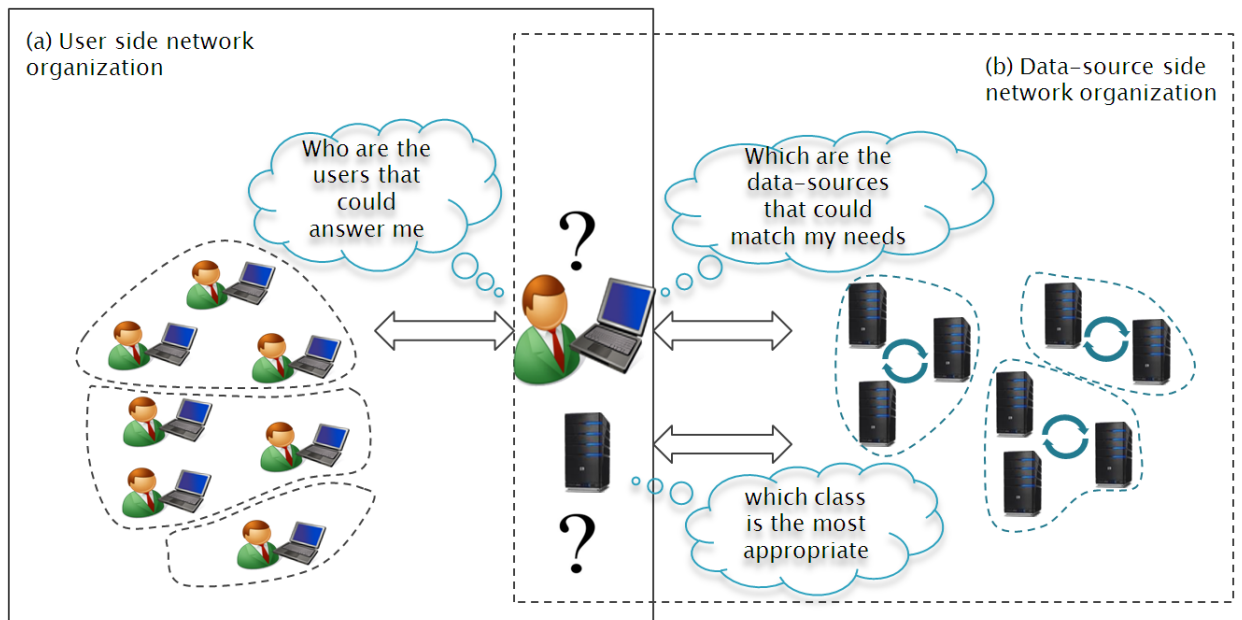 (a) User side network
organization
(b) Data-source side
network organization
Who are the
users that
could
answer me
Which are the
data-sources
that could
match my needs
?
?
which class
is the most
appropriate